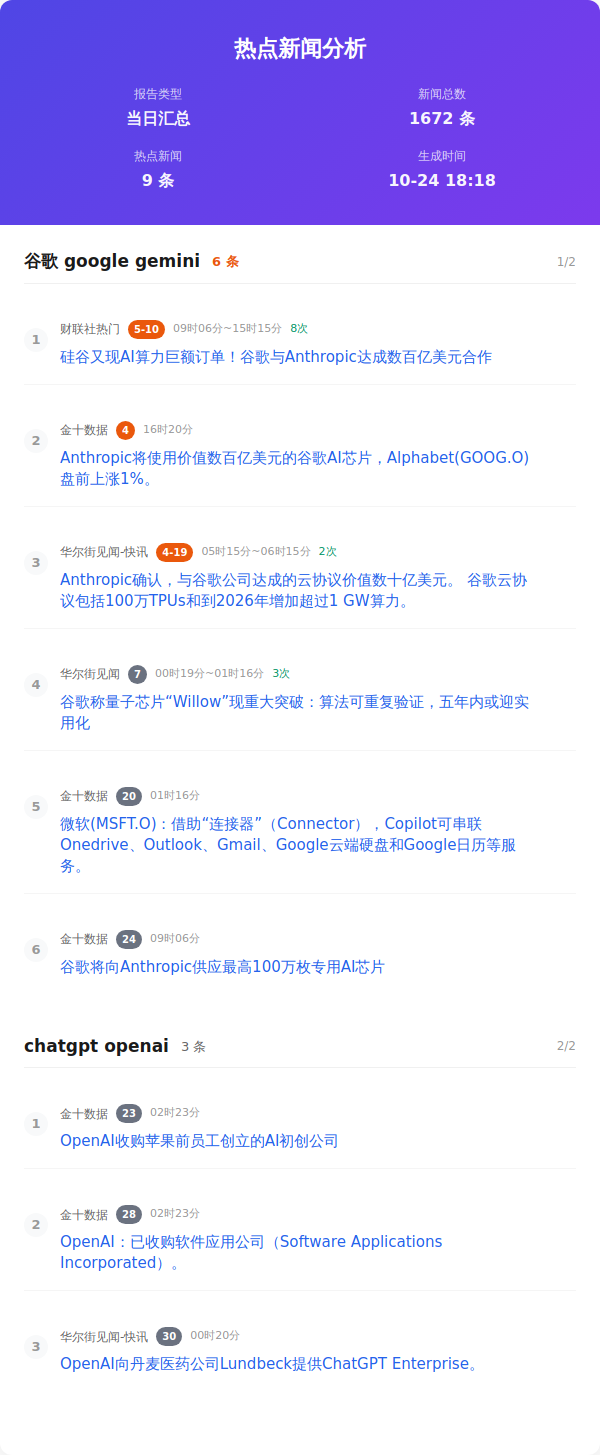 热点新闻分析
报告类型
当日汇总
新闻总数
1672 条
热点新闻
9 条
生成时间
10-24 18:18
谷歌 google gemini 6 条 1/2
1
财联社热门 5-10 09时06分~15时15分 8次
硅谷又现AI算力巨额订单！谷歌与Anthropic达成数百亿美元合作
2
金十数据 4 16时20分
Anthropic将使用价值数百亿美元的谷歌AI芯片，Alphabet(GOOG.O)
盘前上涨1%。
3
华尔街见闻-快讯 4-19 05时15分~06时15分 2次
Anthropic确认，与谷歌公司达成的云协议价值数十亿美元。 谷歌云协
议包括100万TPUs和到2026年增加超过1 GW算力。
4
华尔街见闻 7 00时19分~01时16分 3次
谷歌称量子芯片“Willow”现重大突破：算法可重复验证，五年内或迎实
用化
5
金十数据 20 01时16分
微软(MSFT.O)：借助“连接器”（Connector），Copilot可串联
Onedrive、Outlook、Gmail、Google云端硬盘和Google日历等服
务。
6
金十数据 24 09时06分
谷歌将向Anthropic供应最高100万枚专用AI芯片
chatgpt openai 3 条 2/2
1
金十数据 23 02时23分
OpenAI收购苹果前员工创立的AI初创公司
2
金十数据 28 02时23分
OpenAI：已收购软件应用公司（Software Applications
Incorporated）。
3
华尔街见闻-快讯 30 00时20分
OpenAI向丹麦医药公司Lundbeck提供ChatGPT Enterprise。